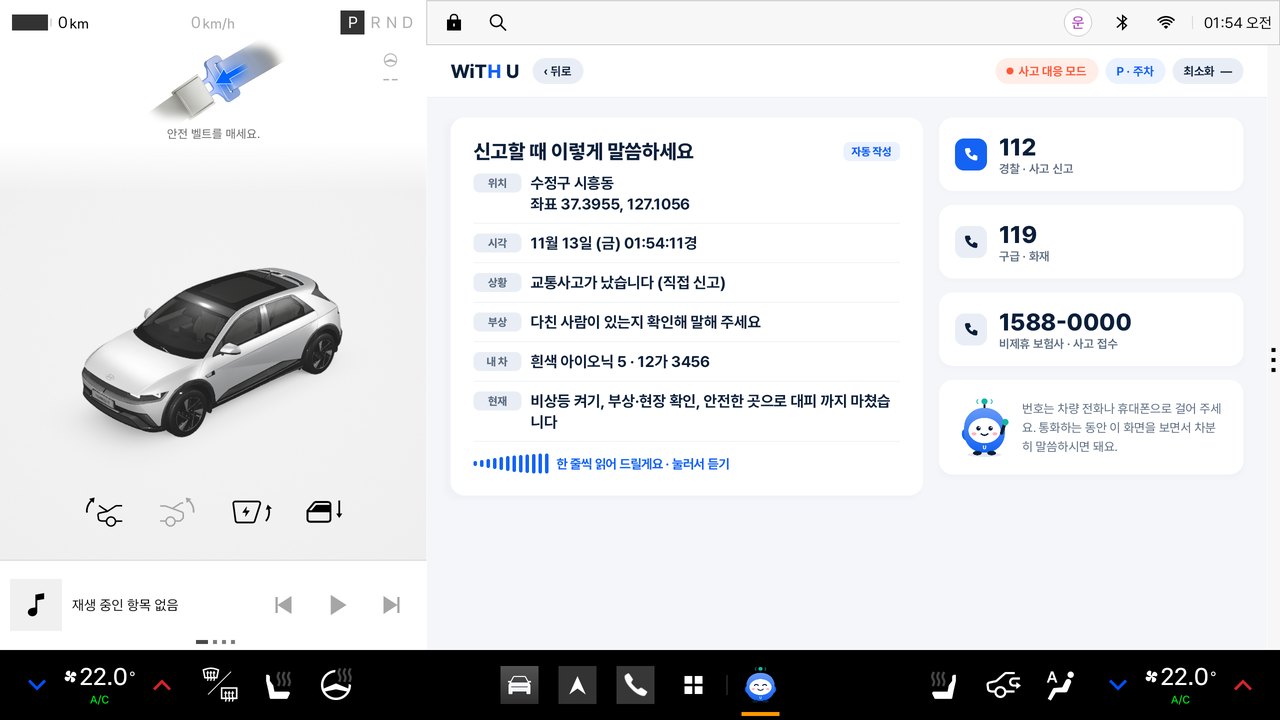 0 km
0 km/h
P R N D
안전 벨트를 매세요.
재생 중인 항목 없음
운
01:54 오전
WiTH U
‹ 뒤로
사고 대응 모드
P · 주차
최소화 —
신고할 때 이렇게 말씀하세요
자동 작성
위치
수정구 시흥동
좌표 37.3955, 127.1056
시각
11월 13일 (금) 01:54:11경
상황
교통사고가 났습니다 (직접 신고)
부상
다친 사람이 있는지 확인해 말해 주세요
내 차
흰색 아이오닉 5 · 12가 3456
현재
비상등 켜기, 부상·현장 확인, 안전한 곳으로 대피 까지 마쳤습
니다
한 줄씩 읽어 드릴게요 · 눌러서 듣기
112
경찰 · 사고 신고
119
구급 · 화재
1588-0000
비제휴 보험사 · 사고 접수
번호는 차량 전화나 휴대폰으로 걸어 주세
요. 통화하는 동안 이 화면을 보면서 차분
히 말씀하시면 돼요.
22.0°
A/C
A
22.0°
A/C